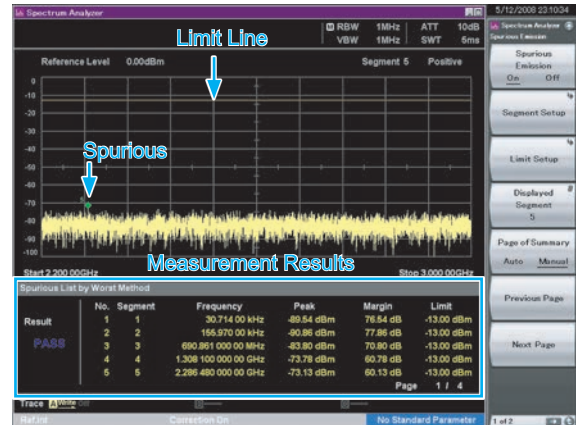 Spectrum Analyzer
5/12/2008 23:10:34
M RBW 1MHz ATT 10dB
VBW 1MHz SWT 5ms
Limit Line
Reference Level 0.00dBm Segment 5 Positive
0
-10
-20
-30
-40
-50
-60
-70
-80
-90
-100
Spurious
5
Start 2.200 00GHz
Stop 3.000 00GHz
Measurement Results
Spurious List by Worst Method
No. Segment Frequency Peak Margin Limit
Result
PASS
1 1 30.714 00 kHz -89.54 dBm 76.54 dB -13.00 dBm
2 2 155.970 00 kHz -90.86 dBm 77.86 dB -13.00 dBm
3 3 690.861 000 00 MHz -83.80 dBm 70.80 dB -13.00 dBm
4 4 1.308 100 000 00 GHz -73.78 dBm 60.78 dB -13.00 dBm
5 5 2.286 480 000 00 GHz -73.13 dBm 60.13 dB -13.00 dBm
Page 1 / 4
Trace A Write Off
Ref.Int Correction On No Standard Parameter
Spectrum Analyzer
Spurious Emission
Spurious
Emission
On Off
Segment Setup
Limit Setup
Displayed
Segment
5
Page of Summary
Auto Manual
Previous Page
Next Page
1 of 2